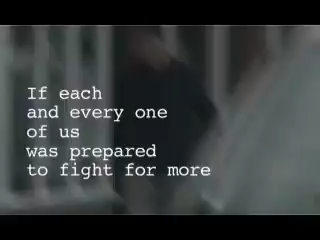 If each
and every one
of us
was prepared
to fight for more